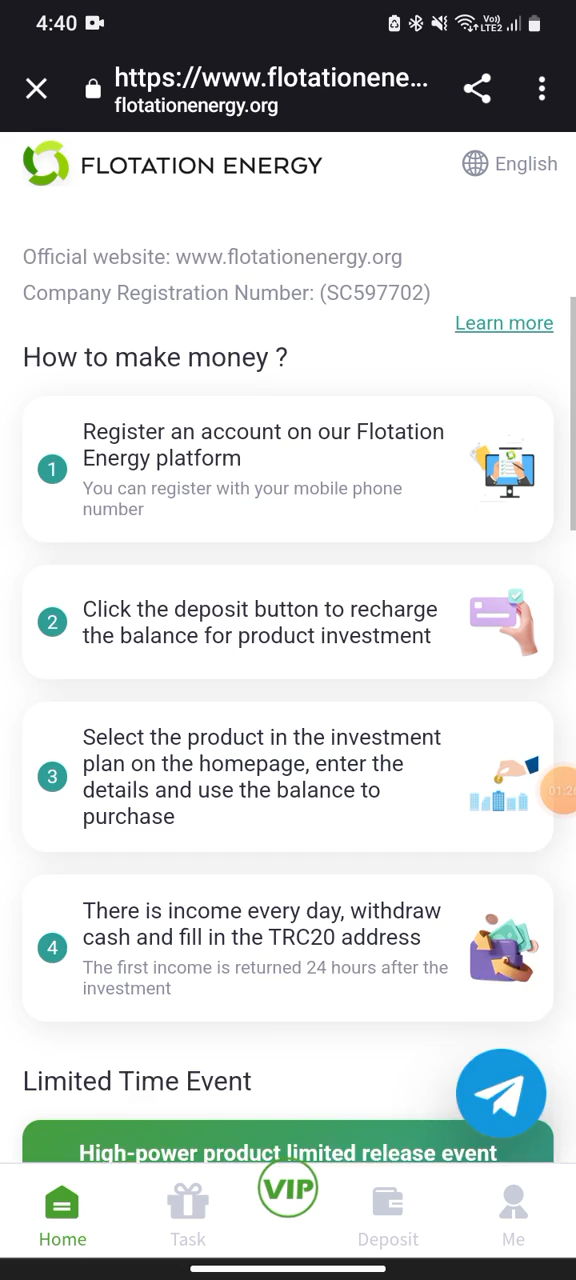 4:40
Vo))
LTE2
https://www.flotationene...
flotationenergy.org
FLOTATION ENERGY
English
Official website: www.flotationenergy.org
Company Registration Number: (SC597702)
Learn more
How to make money ?
1
Register an account on our Flotation
Energy platform
You can register with your mobile phone
number
2
Click the deposit button to recharge
the balance for product investment
3
Select the product in the investment
plan on the homepage, enter the
details and use the balance to
purchase
4
There is income every day, withdraw
cash and fill in the TRC20 address
The first income is returned 24 hours after the
investment
Limited Time Event
High-power product limited release event
VIP
Home
Task
Deposit
Me